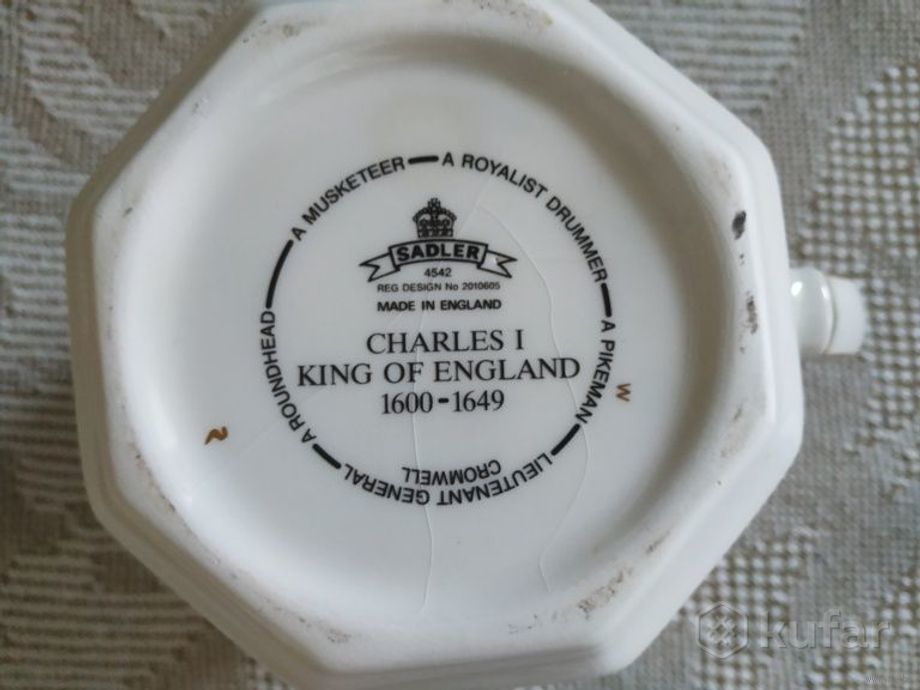 A MUSKETEER — A ROYALIST DRUMMER — A PIKEMAN — LIEUTENANT GENERAL CROMWELL — A ROUNDHEAD —
SADLER
4542
REG DESIGN No 2010605
MADE IN ENGLAND
CHARLES I
KING OF ENGLAND
1600-1649
W
2
kufar